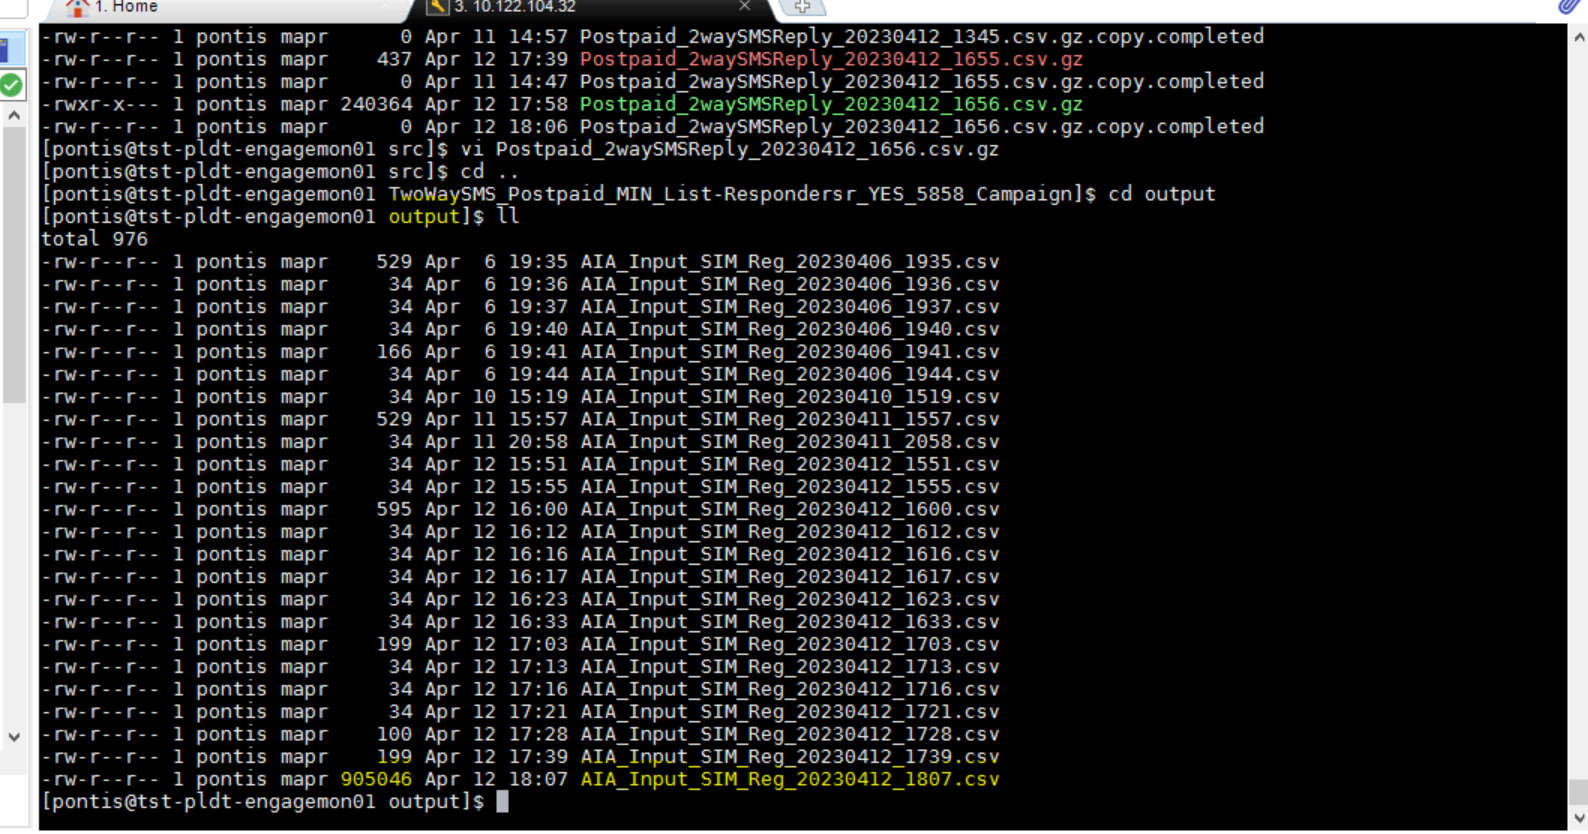 1. Home
3. 10.122.104.32
-rw-r--r-- 1 pontis mapr      0 Apr 11 14:57 Postpaid_2waySMSReply_20230412_1345.csv.gz.copy.completed
-rw-r--r-- 1 pontis mapr    437 Apr 12 17:39 Postpaid_2waySMSReply_20230412_1655.csv.gz
-rw-r--r-- 1 pontis mapr      0 Apr 11 14:47 Postpaid_2waySMSReply_20230412_1655.csv.gz.copy.completed
-rwxr-x--- 1 pontis mapr 240364 Apr 12 17:58 Postpaid_2waySMSReply_20230412_1656.csv.gz
-rw-r--r-- 1 pontis mapr      0 Apr 12 18:06 Postpaid_2waySMSReply_20230412_1656.csv.gz.copy.completed
[pontis@tst-pldt-engagemon01 src]$ vi Postpaid_2waySMSReply_20230412_1656.csv.gz
[pontis@tst-pldt-engagemon01 src]$ cd ..
[pontis@tst-pldt-engagemon01 TwoWaySMS_Postpaid_MIN_List-Respondersr_YES_5858_Campaign]$ cd output
[pontis@tst-pldt-engagemon01 output]$ ll
total 976
-rw-r--r-- 1 pontis mapr    529 Apr  6 19:35 AIA_Input_SIM_Reg_20230406_1935.csv
-rw-r--r-- 1 pontis mapr     34 Apr  6 19:36 AIA_Input_SIM_Reg_20230406_1936.csv
-rw-r--r-- 1 pontis mapr     34 Apr  6 19:37 AIA_Input_SIM_Reg_20230406_1937.csv
-rw-r--r-- 1 pontis mapr     34 Apr  6 19:40 AIA_Input_SIM_Reg_20230406_1940.csv
-rw-r--r-- 1 pontis mapr    166 Apr  6 19:41 AIA_Input_SIM_Reg_20230406_1941.csv
-rw-r--r-- 1 pontis mapr     34 Apr  6 19:44 AIA_Input_SIM_Reg_20230406_1944.csv
-rw-r--r-- 1 pontis mapr     34 Apr 10 15:19 AIA_Input_SIM_Reg_20230410_1519.csv
-rw-r--r-- 1 pontis mapr    529 Apr 11 15:57 AIA_Input_SIM_Reg_20230411_1557.csv
-rw-r--r-- 1 pontis mapr     34 Apr 11 20:58 AIA_Input_SIM_Reg_20230411_2058.csv
-rw-r--r-- 1 pontis mapr     34 Apr 12 15:51 AIA_Input_SIM_Reg_20230412_1551.csv
-rw-r--r-- 1 pontis mapr     34 Apr 12 15:55 AIA_Input_SIM_Reg_20230412_1555.csv
-rw-r--r-- 1 pontis mapr    595 Apr 12 16:00 AIA_Input_SIM_Reg_20230412_1600.csv
-rw-r--r-- 1 pontis mapr     34 Apr 12 16:12 AIA_Input_SIM_Reg_20230412_1612.csv
-rw-r--r-- 1 pontis mapr     34 Apr 12 16:16 AIA_Input_SIM_Reg_20230412_1616.csv
-rw-r--r-- 1 pontis mapr     34 Apr 12 16:17 AIA_Input_SIM_Reg_20230412_1617.csv
-rw-r--r-- 1 pontis mapr     34 Apr 12 16:23 AIA_Input_SIM_Reg_20230412_1623.csv
-rw-r--r-- 1 pontis mapr     34 Apr 12 16:33 AIA_Input_SIM_Reg_20230412_1633.csv
-rw-r--r-- 1 pontis mapr    199 Apr 12 17:03 AIA_Input_SIM_Reg_20230412_1703.csv
-rw-r--r-- 1 pontis mapr     34 Apr 12 17:13 AIA_Input_SIM_Reg_20230412_1713.csv
-rw-r--r-- 1 pontis mapr     34 Apr 12 17:16 AIA_Input_SIM_Reg_20230412_1716.csv
-rw-r--r-- 1 pontis mapr     34 Apr 12 17:21 AIA_Input_SIM_Reg_20230412_1721.csv
-rw-r--r-- 1 pontis mapr    100 Apr 12 17:28 AIA_Input_SIM_Reg_20230412_1728.csv
-rw-r--r-- 1 pontis mapr    199 Apr 12 17:39 AIA_Input_SIM_Reg_20230412_1739.csv
-rw-r--r-- 1 pontis mapr 905046 Apr 12 18:07 AIA_Input_SIM_Reg_20230412_1807.csv
[pontis@tst-pldt-engagemon01 output]$